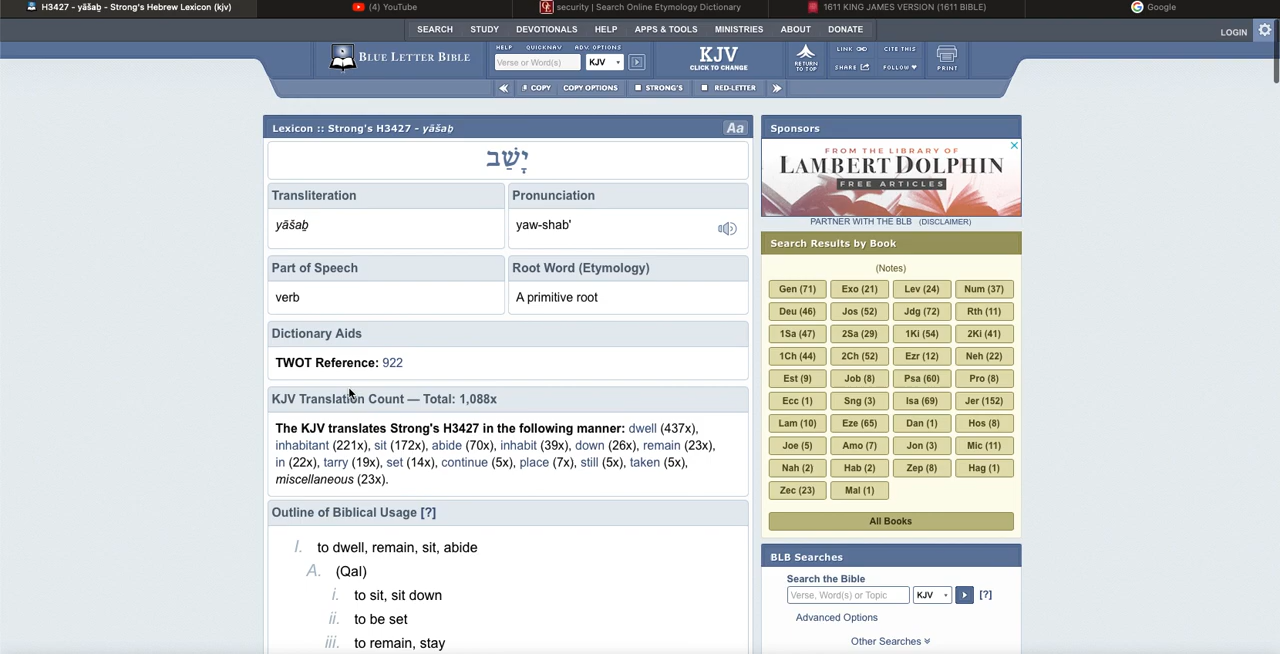 H3427 - yāšaḇ - Strong's Hebrew Lexicon (kjv)
(4) YouTube
security | Search Online Etymology Dictionary
1611 KING JAMES VERSION (1611 BIBLE)
Google
SEARCH STUDY DEVOTIONALS HELP APPS & TOOLS MINISTRIES ABOUT DONATE
LOGIN
BLUE LETTER BIBLE
HELP QUICKNAV ADV. OPTIONS
Verse or Word(s) KJV
KJV
CLICK TO CHANGE
RETURN
TO TOP
LINK CITE THIS
SHARE FOLLOW
PRINT
COPY COPY OPTIONS STRONG'S RED-LETTER
Lexicon :: Strong's H3427 - yāšaḇ
Aa
יָשַׁב
Transliteration
yāšaḇ
Pronunciation
yaw-shab'
Part of Speech
verb
Root Word (Etymology)
A primitive root
Dictionary Aids
TWOT Reference: 922
KJV Translation Count — Total: 1,088x
The KJV translates Strong's H3427 in the following manner: dwell (437x),
inhabitant (221x), sit (172x), abide (70x), inhabit (39x), down (26x), remain (23x),
in (22x), tarry (19x), set (14x), continue (5x), place (7x), still (5x), taken (5x),
miscellaneous (23x).
Outline of Biblical Usage [?]
I. to dwell, remain, sit, abide
A. (Qal)
i. to sit, sit down
ii. to be set
iii. to remain, stay
Sponsors
FROM THE LIBRARY OF
LAMBERT DOLPHIN
FREE ARTICLES
PARTNER WITH THE BLB (DISCLAIMER)
Search Results by Book
(Notes)
Gen (71) Exo (21) Lev (24) Num (37)
Deu (46) Jos (52) Jdg (72) Rth (11)
1Sa (47) 2Sa (29) 1Ki (54) 2Ki (41)
1Ch (44) 2Ch (52) Ezr (12) Neh (22)
Est (9) Job (8) Psa (60) Pro (8)
Ecc (1) Sng (3) Isa (69) Jer (152)
Lam (10) Eze (65) Dan (1) Hos (8)
Joe (5) Amo (7) Jon (3) Mic (11)
Nah (2) Hab (2) Zep (8) Hag (1)
Zec (23) Mal (1)
All Books
BLB Searches
Search the Bible
Verse, Word(s) or Topic KJV [?]
Advanced Options
Other Searches